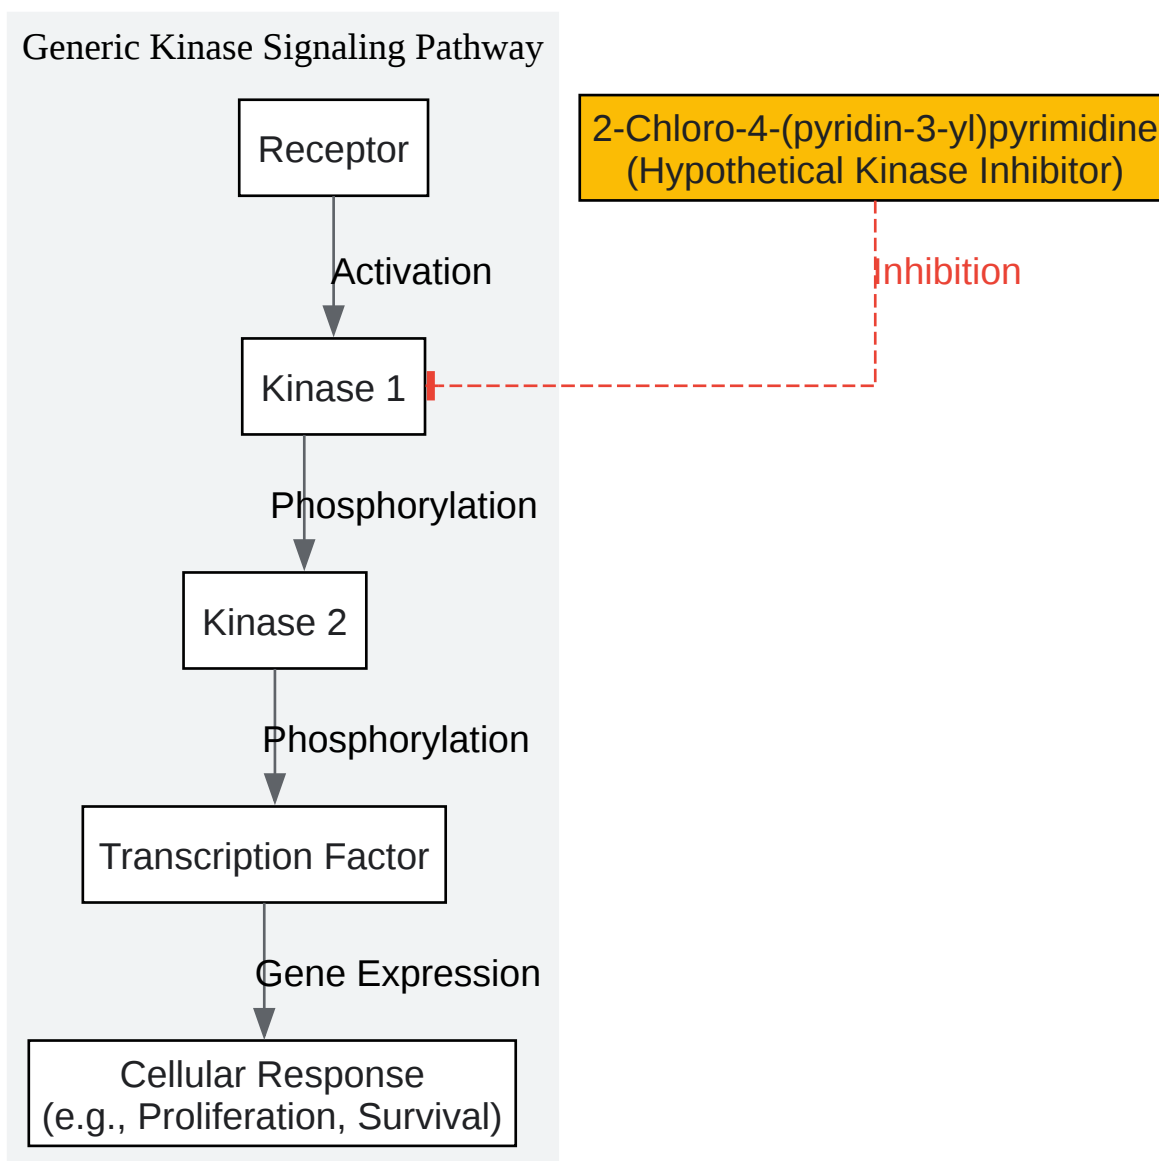 Generic Kinase Signaling Pathway
Receptor
2-Chloro-4-(pyridin-3-yl)pyrimidine
(Hypothetical Kinase Inhibitor)
Activation
Inhibition
Kinase 1
Phosphorylation
Kinase 2
Phosphorylation
Transcription Factor
Gene Expression
Cellular Response
(e.g., Proliferation, Survival)